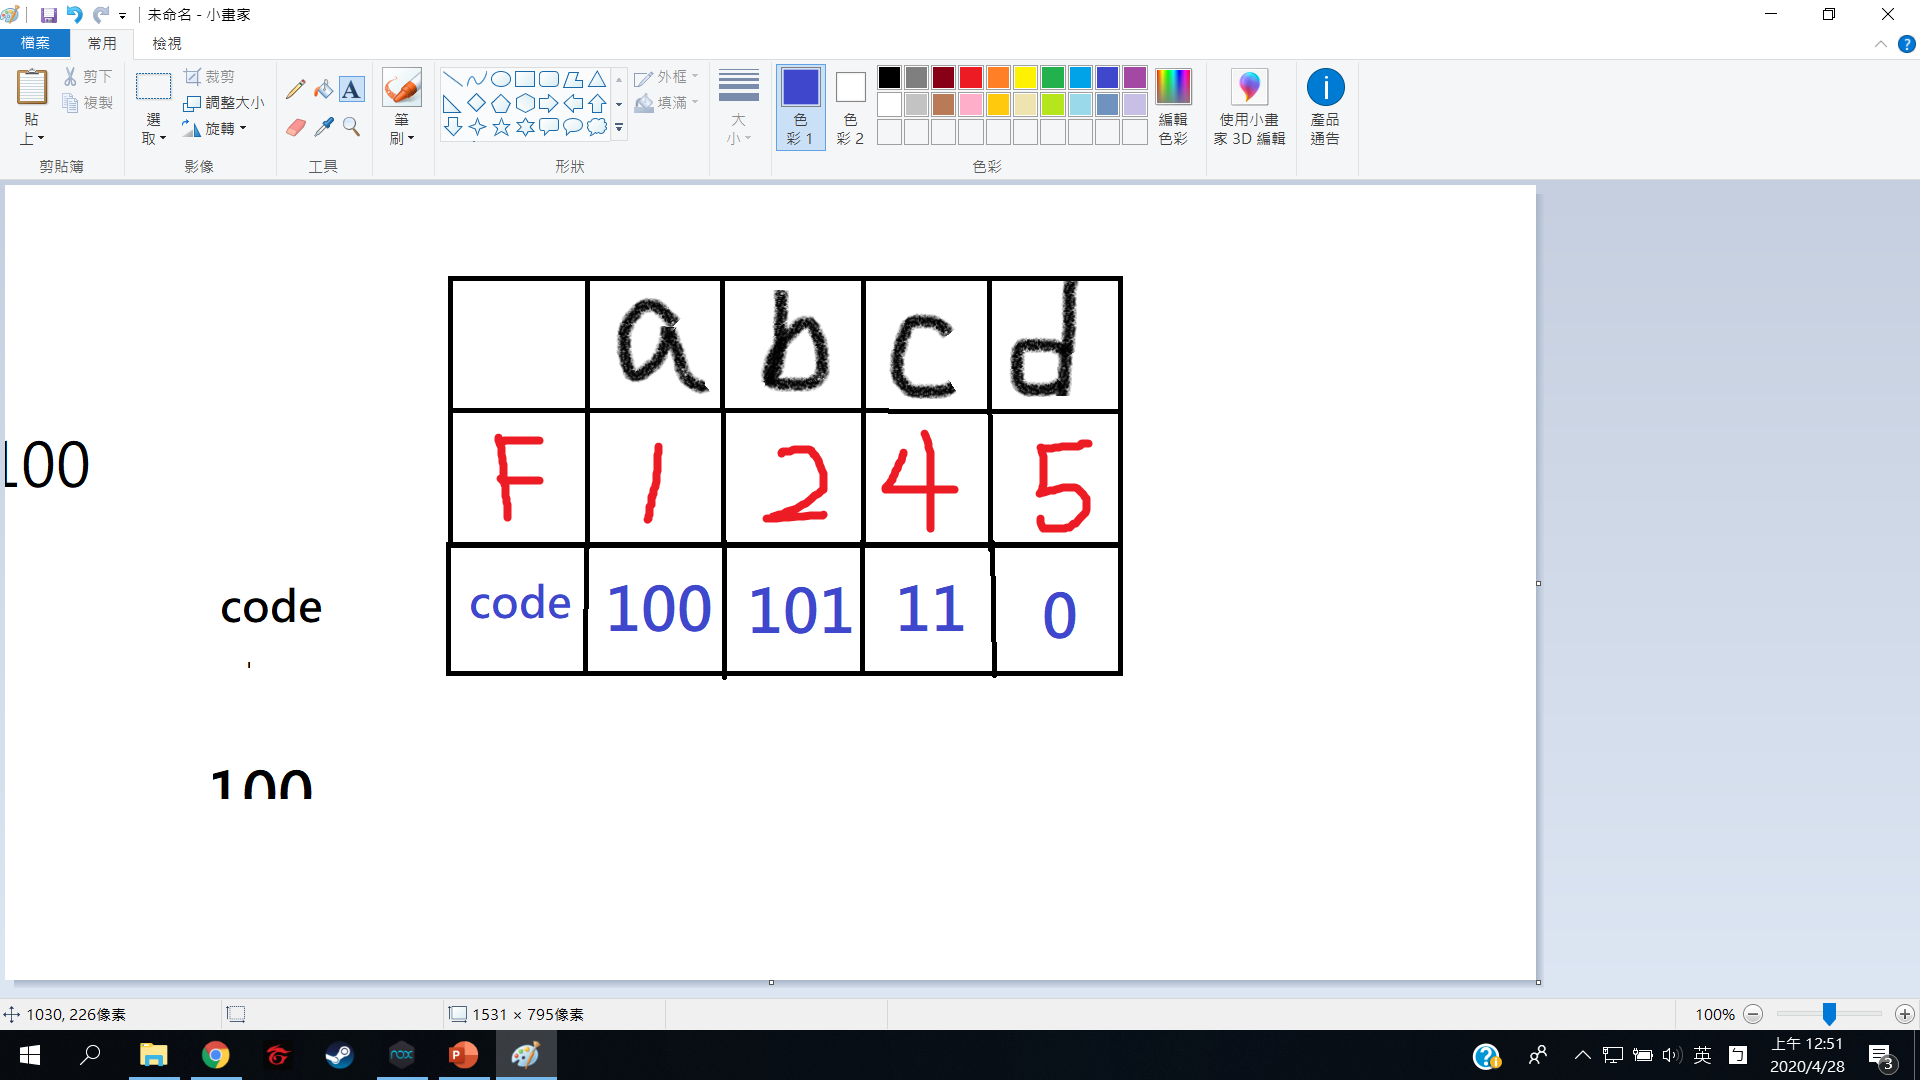 未命名 - 小畫家
檔案 常用 檢視
貼上
剪下
複製
剪貼簿
選取
裁剪
調整大小
旋轉
影像
A
工具
筆刷
形狀
外框
填滿
大小
色彩 1
色彩 2
編輯色彩
色彩
使用小畫家 3D 編輯
產品通告
a b c d
F 1 2 4 5
code 100 101 11 0
100
code
100
1030, 226像素
1531 × 795像素
100%
英
ㄅ
上午 12:51
2020/4/28
3